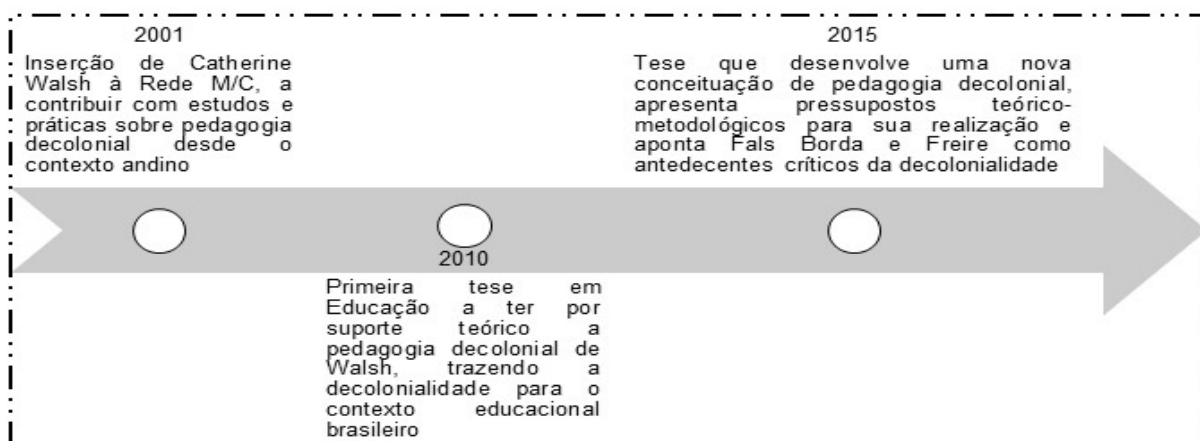 2001
Inserção de Catherine
Walsh à Rede M/C, a
contribuir com estudos e
práticas sobre pedagogia
decolonial desde o
contexto andino
2010
Primeira tese em
Educação a ter por
suporte teórico a
pedagogia decolonial de
Walsh, trazendo a
decolonialidade para o
contexto educacional
brasileiro
2015
Tese que desenvolve uma nova
conceituação de pedagogia decolonial,
apresenta pressupostos teórico-
metodológicos para sua realização e
aponta Fals Borda e Freire como
antedecentes críticos da decolonialidade